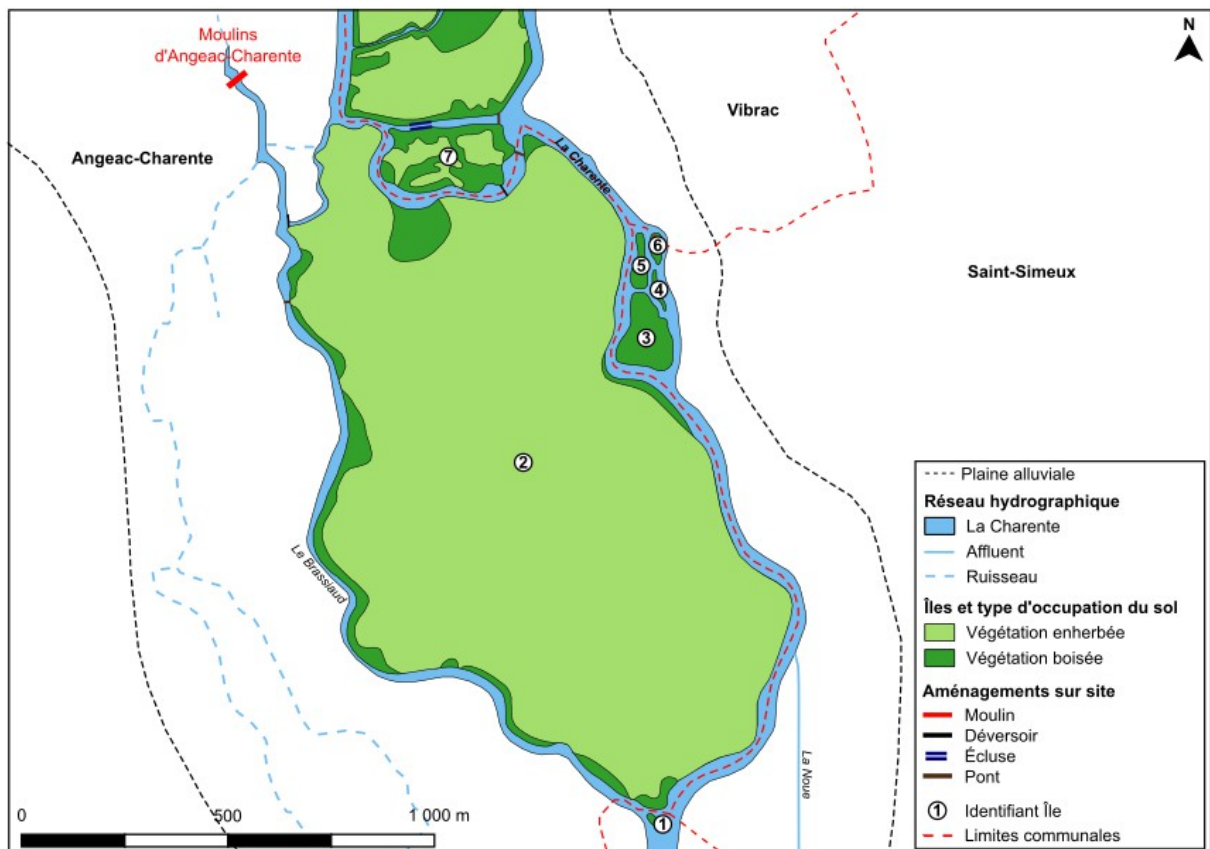 Moulins
d'Angeac-Charente
N
Vibrac
Angeac-Charente
La Charente
7
6
5
4
3
Saint-Simeux
2
Le Brassiaud
La Noue
1
0 500 1 000 m
Plaine alluviale
Réseau hydrographique
La Charente
Affluent
Ruisseau
Îles et type d'occupation du sol
Végétation enherbée
Végétation boisée
Aménagements sur site
Moulin
Déversoir
Écluse
Pont
1 Identifiant Île
Limites communales